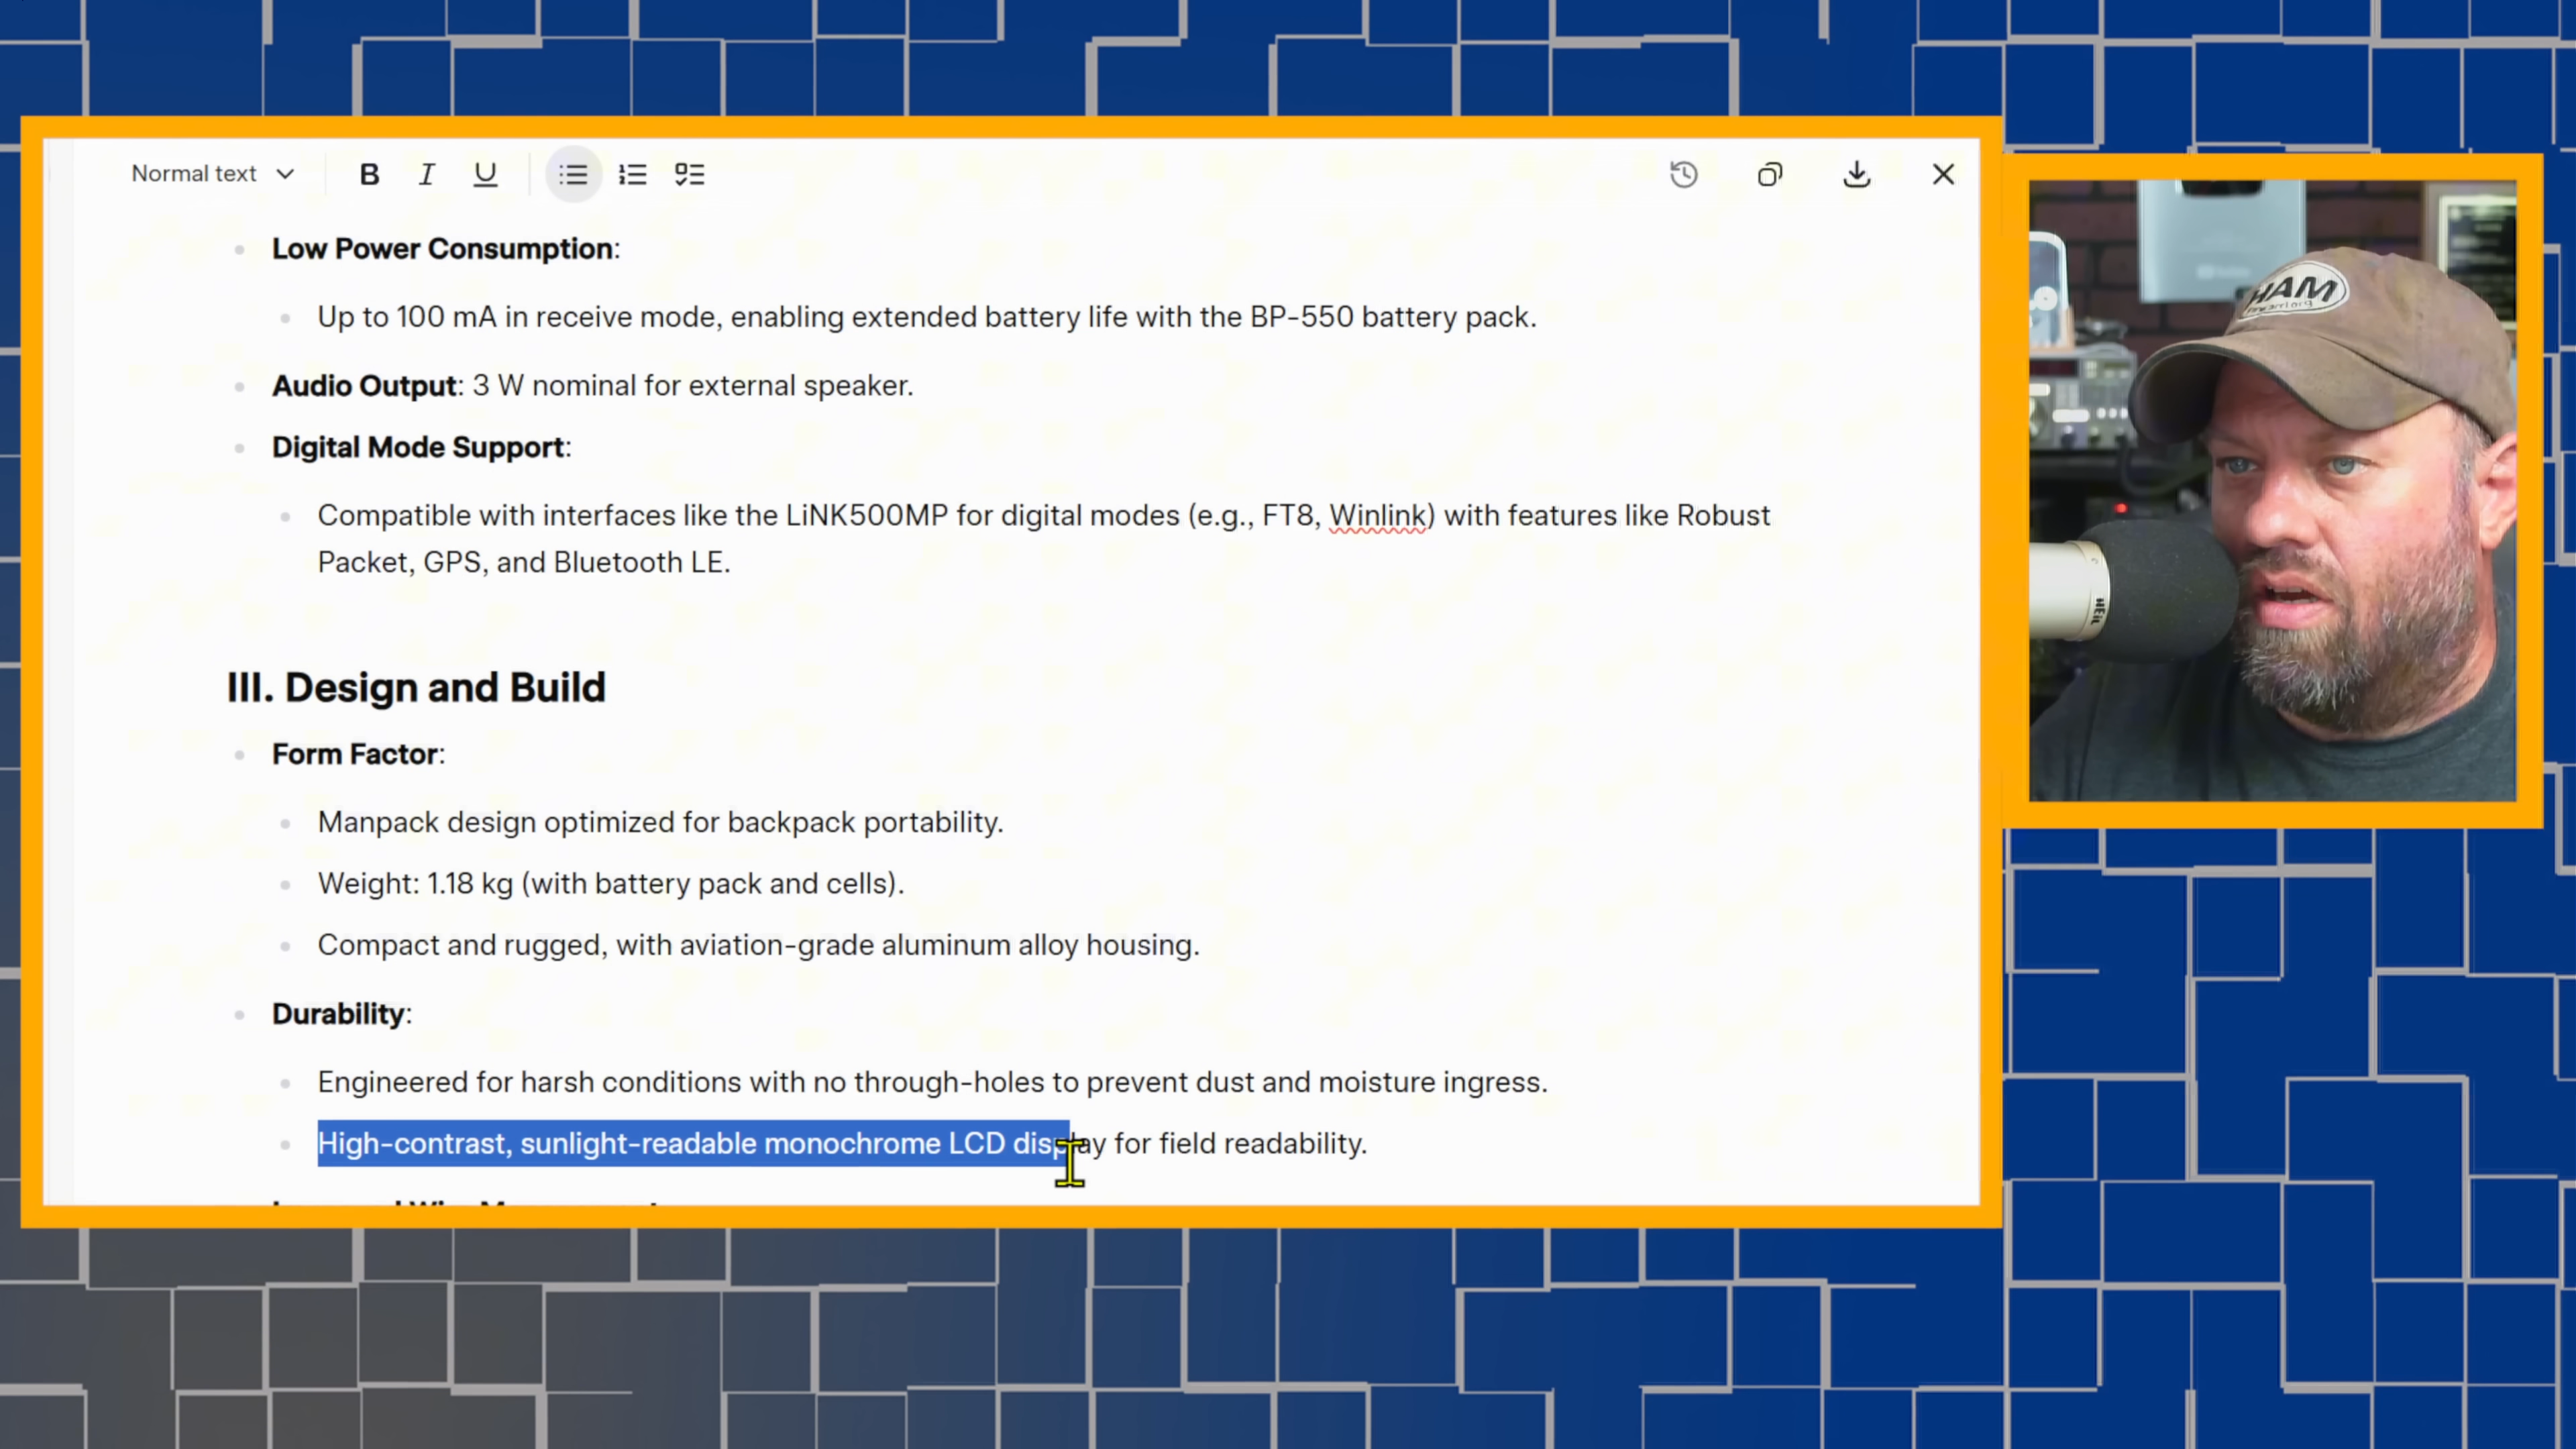 Normal text
B I U
Low Power Consumption:
Up to 100 mA in receive mode, enabling extended battery life with the BP-550 battery pack.
Audio Output: 3 W nominal for external speaker.
Digital Mode Support:
Compatible with interfaces like the LiNK500MP for digital modes (e.g., FT8, Winlink) with features like Robust
Packet, GPS, and Bluetooth LE.
III. Design and Build
Form Factor:
Manpack design optimized for backpack portability.
Weight: 1.18 kg (with battery pack and cells).
Compact and rugged, with aviation-grade aluminum alloy housing.
Durability:
Engineered for harsh conditions with no through-holes to prevent dust and moisture ingress.
High-contrast, sunlight-readable monochrome LCD display for field readability.
HAM
HEiL